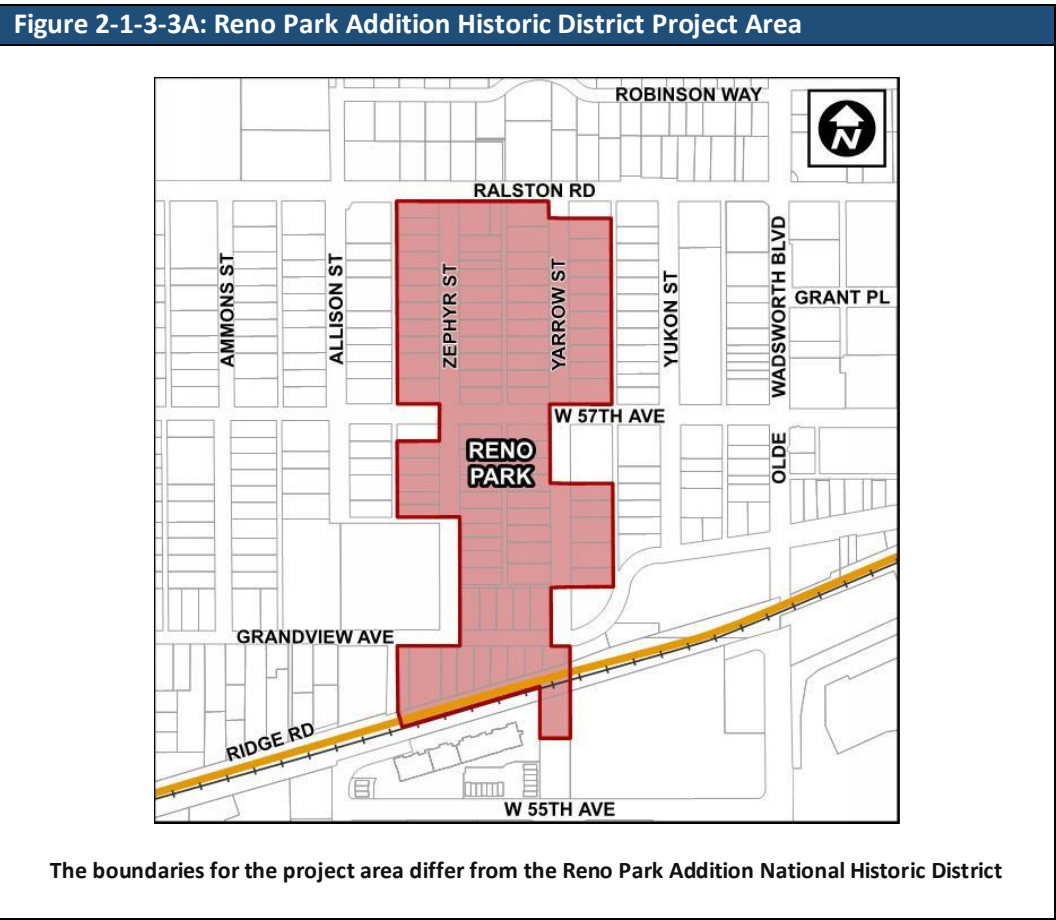 Figure 2-1-3-3A: Reno Park Addition Historic District Project Area
ROBINSON WAY
N
RALSTON RD
AMMONS ST
ALLISON ST
ZEPHYR ST
YARROW ST
YUKON ST
OLDE WADSWORTH BLVD
GRANT PL
W 57TH AVE
RENO
PARK
GRANDVIEW AVE
RIDGE RD
W 55TH AVE
The boundaries for the project area differ from the Reno Park Addition National Historic District